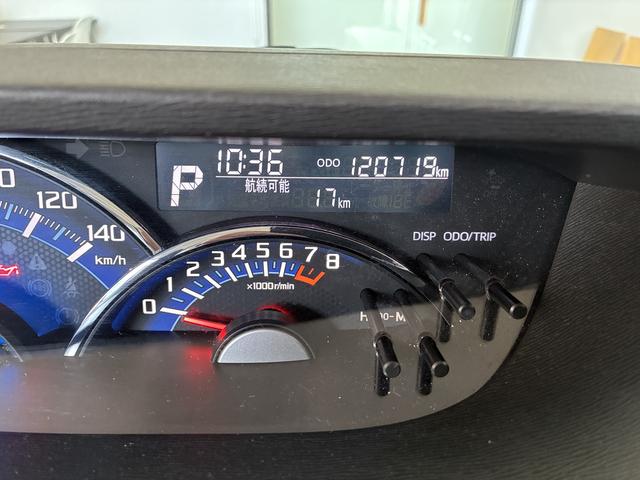 P
10:36 ODO 120719km
航続可能 17km
120
140
km/h
DISP ODO/TRIP
0 1 2 3 4 5 6 7 8
×1000r/min